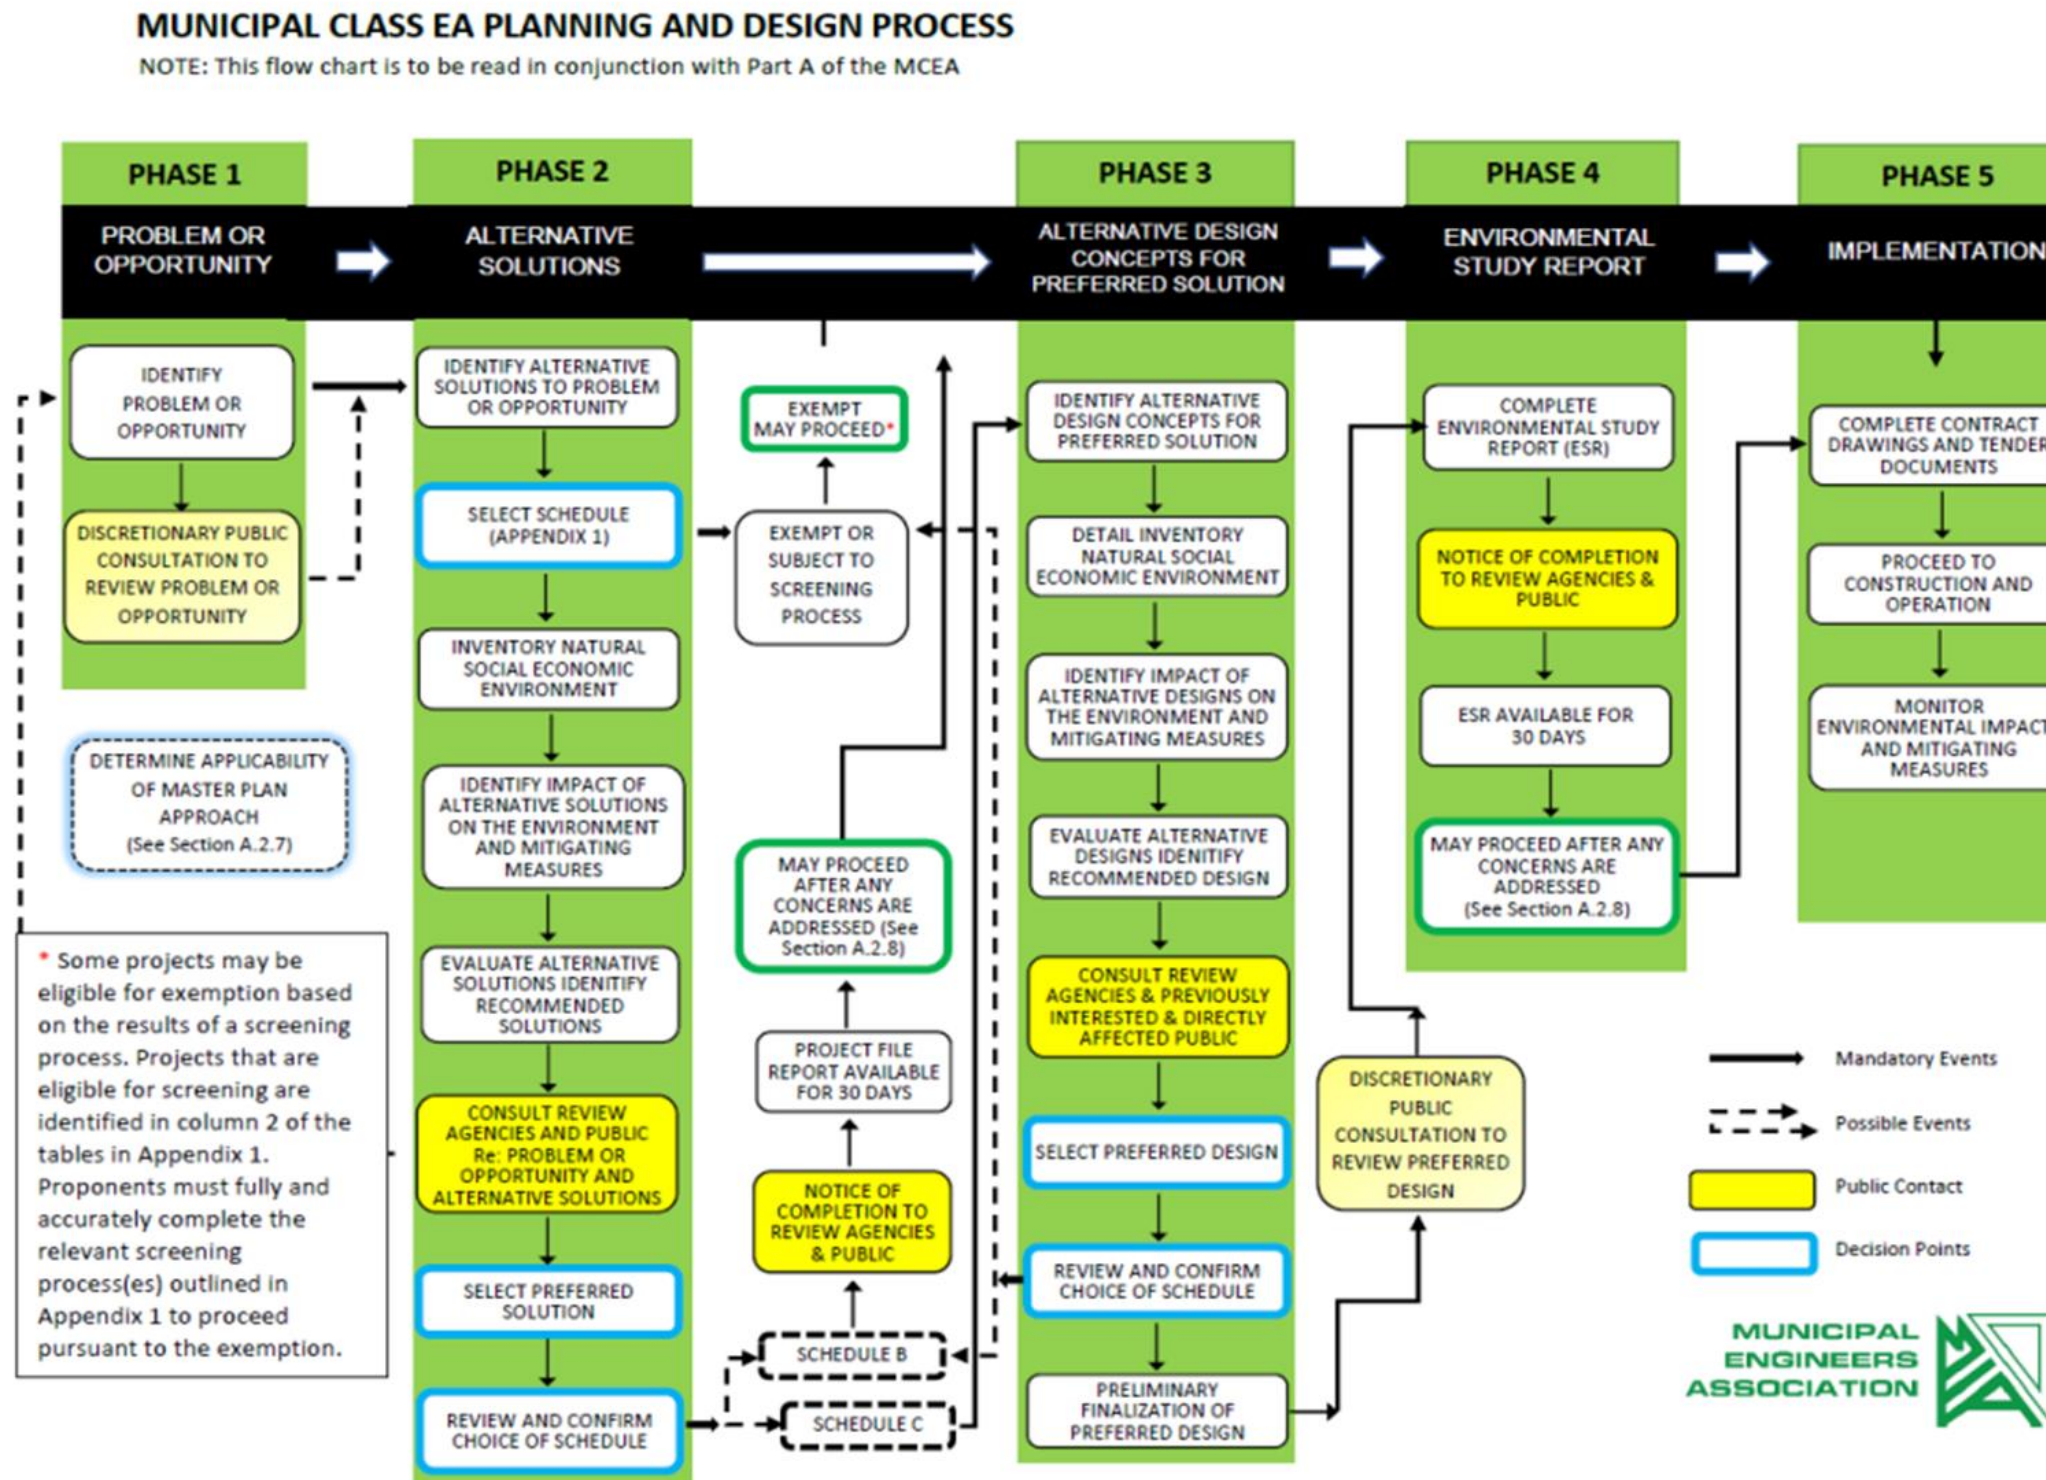 MUNICIPAL CLASS EA PLANNING AND DESIGN PROCESS
NOTE: This flow chart is to be read in conjunction with Part A of the MCEA
PHASE 1
PROBLEM OR
OPPORTUNITY
IDENTIFY
PROBLEM OR
OPPORTUNITY
DISCRETIONARY PUBLIC
CONSULTATION TO
REVIEW PROBLEM OR
OPPORTUNITY
DETERMINE APPLICABILITY
OF MASTER PLAN
APPROACH
(See Section A.2.7)
* Some projects may be
eligible for exemption based
on the results of a screening
process. Projects that are
eligible for screening are
identified in column 2 of the
tables in Appendix 1.
Proponents must fully and
accurately complete the
relevant screening
process(es) outlined in
Appendix 1 to proceed
pursuant to the exemption.
PHASE 2
ALTERNATIVE
SOLUTIONS
IDENTIFY ALTERNATIVE
SOLUTIONS TO PROBLEM
OR OPPORTUNITY
SELECT SCHEDULE
(APPENDIX 1)
INVENTORY NATURAL
SOCIAL ECONOMIC
ENVIRONMENT
IDENTIFY IMPACT OF
ALTERNATIVE SOLUTIONS
ON THE ENVIRONMENT
AND MITIGATING
MEASURES
EVALUATE ALTERNATIVE
SOLUTIONS IDENITIFY
RECOMMENDED
SOLUTIONS
CONSULT REVIEW
AGENCIES AND PUBLIC
Re: PROBLEM OR
OPPORTUNITY AND
ALTERNATIVE SOLUTIONS
SELECT PREFERRED
SOLUTION
REVIEW AND CONFIRM
CHOICE OF SCHEDULE
EXEMPT
MAY PROCEED*
EXEMPT OR
SUBJECT TO
SCREENING
PROCESS
MAY PROCEED
AFTER ANY
CONCERNS ARE
ADDRESSED (See
Section A.2.8)
PROJECT FILE
REPORT AVAILABLE
FOR 30 DAYS
NOTICE OF
COMPLETION TO
REVIEW AGENCIES
& PUBLIC
SCHEDULE B
SCHEDULE C
PHASE 3
ALTERNATIVE DESIGN
CONCEPTS FOR
PREFERRED SOLUTION
IDENTIFY ALTERNATIVE
DESIGN CONCEPTS FOR
PREFERRED SOLUTION
DETAIL INVENTORY
NATURAL SOCIAL
ECONOMIC ENVIRONMENT
IDENTIFY IMPACT OF
ALTERNATIVE DESIGNS ON
THE ENVIRONMENT AND
MITIGATING MEASURES
EVALUATE ALTERNATIVE
DESIGNS IDENITIFY
RECOMMENDED DESIGN
CONSULT REVIEW
AGENCIES & PREVIOUSLY
INTERESTED & DIRECTLY
AFFECTED PUBLIC
SELECT PREFERRED DESIGN
REVIEW AND CONFIRM
CHOICE OF SCHEDULE
PRELIMINARY
FINALIZATION OF
PREFERRED DESIGN
DISCRETIONARY
PUBLIC
CONSULTATION TO
REVIEW PREFERRED
DESIGN
PHASE 4
ENVIRONMENTAL
STUDY REPORT
COMPLETE
ENVIRONMENTAL STUDY
REPORT (ESR)
NOTICE OF COMPLETION
TO REVIEW AGENCIES &
PUBLIC
ESR AVAILABLE FOR
30 DAYS
MAY PROCEED AFTER ANY
CONCERNS ARE
ADDRESSED
(See Section A.2.8)
PHASE 5
IMPLEMENTATION
COMPLETE CONTRACT
DRAWINGS AND TENDER
DOCUMENTS
PROCEED TO
CONSTRUCTION AND
OPERATION
MONITOR
ENVIRONMENTAL IMPACT
AND MITIGATING
MEASURES
Mandatory Events
Possible Events
Public Contact
Decision Points
MUNICIPAL
ENGINEERS
ASSOCIATION
MEA